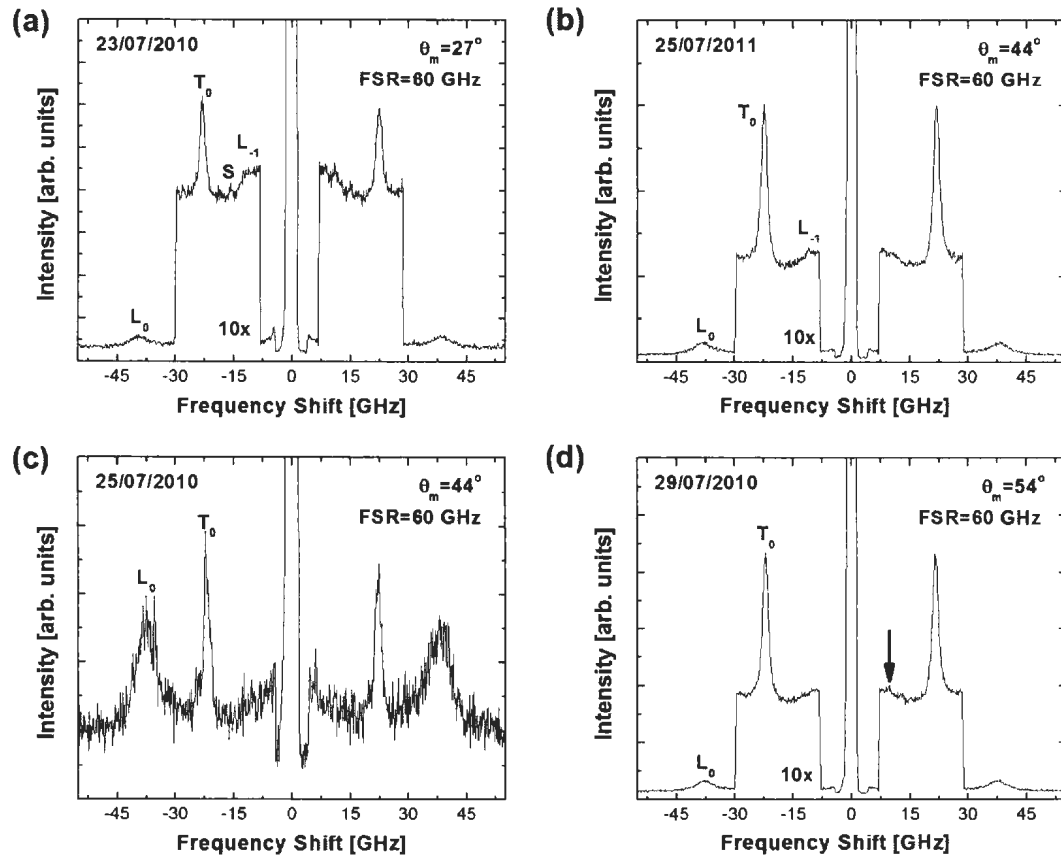 (a)
23/07/2010
θm=27°
FSR=60 GHz
T0
S
L-1
L0
10x
Intensity [arb. units]
-45 -30 -15 0 15 30 45
Frequency Shift [GHz]
(b)
25/07/2011
θm=44°
FSR=60 GHz
T0
L-1
L0
10x
Intensity [arb. units]
-45 -30 -15 0 15 30 45
Frequency Shift [GHz]
(c)
25/07/2010
θm=44°
FSR=60 GHz
T0
L0
Intensity [arb. units]
-45 -30 -15 0 15 30 45
Frequency Shift [GHz]
(d)
29/07/2010
θm=54°
FSR=60 GHz
T0
L0
10x
Intensity [arb. units]
-45 -30 -15 0 15 30 45
Frequency Shift [GHz]